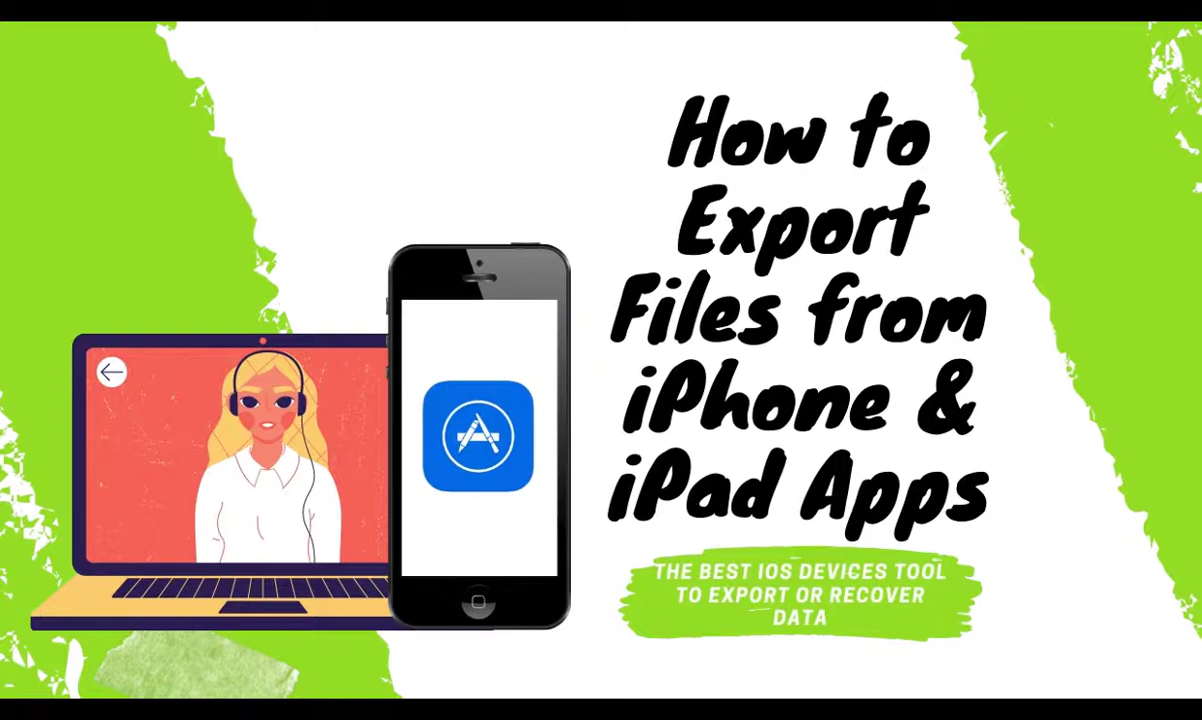 How to
Export
Files from
iPhone &
iPad Apps
THE BEST IOS DEVICES TOOL
TO EXPORT OR RECOVER
DATA